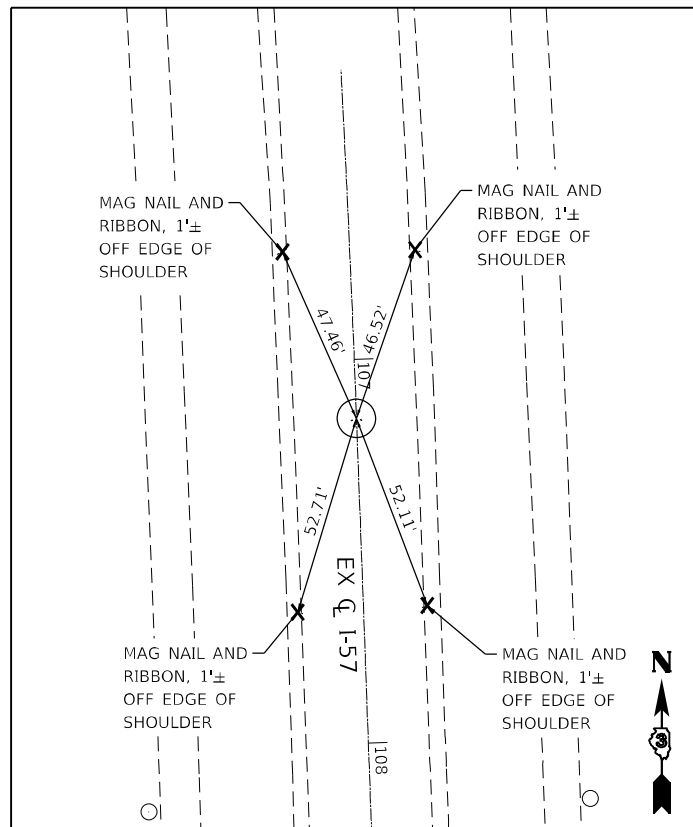 MAG NAIL AND
RIBBON, 1'±
OFF EDGE OF
SHOULDER
MAG NAIL AND
RIBBON, 1'±
OFF EDGE OF
SHOULDER
47.46'
46.52'
107
52.71'
52.11'
EX ℄ I-57
MAG NAIL AND
RIBBON, 1'±
OFF EDGE OF
SHOULDER
MAG NAIL AND
RIBBON, 1'±
OFF EDGE OF
SHOULDER
N
3
108